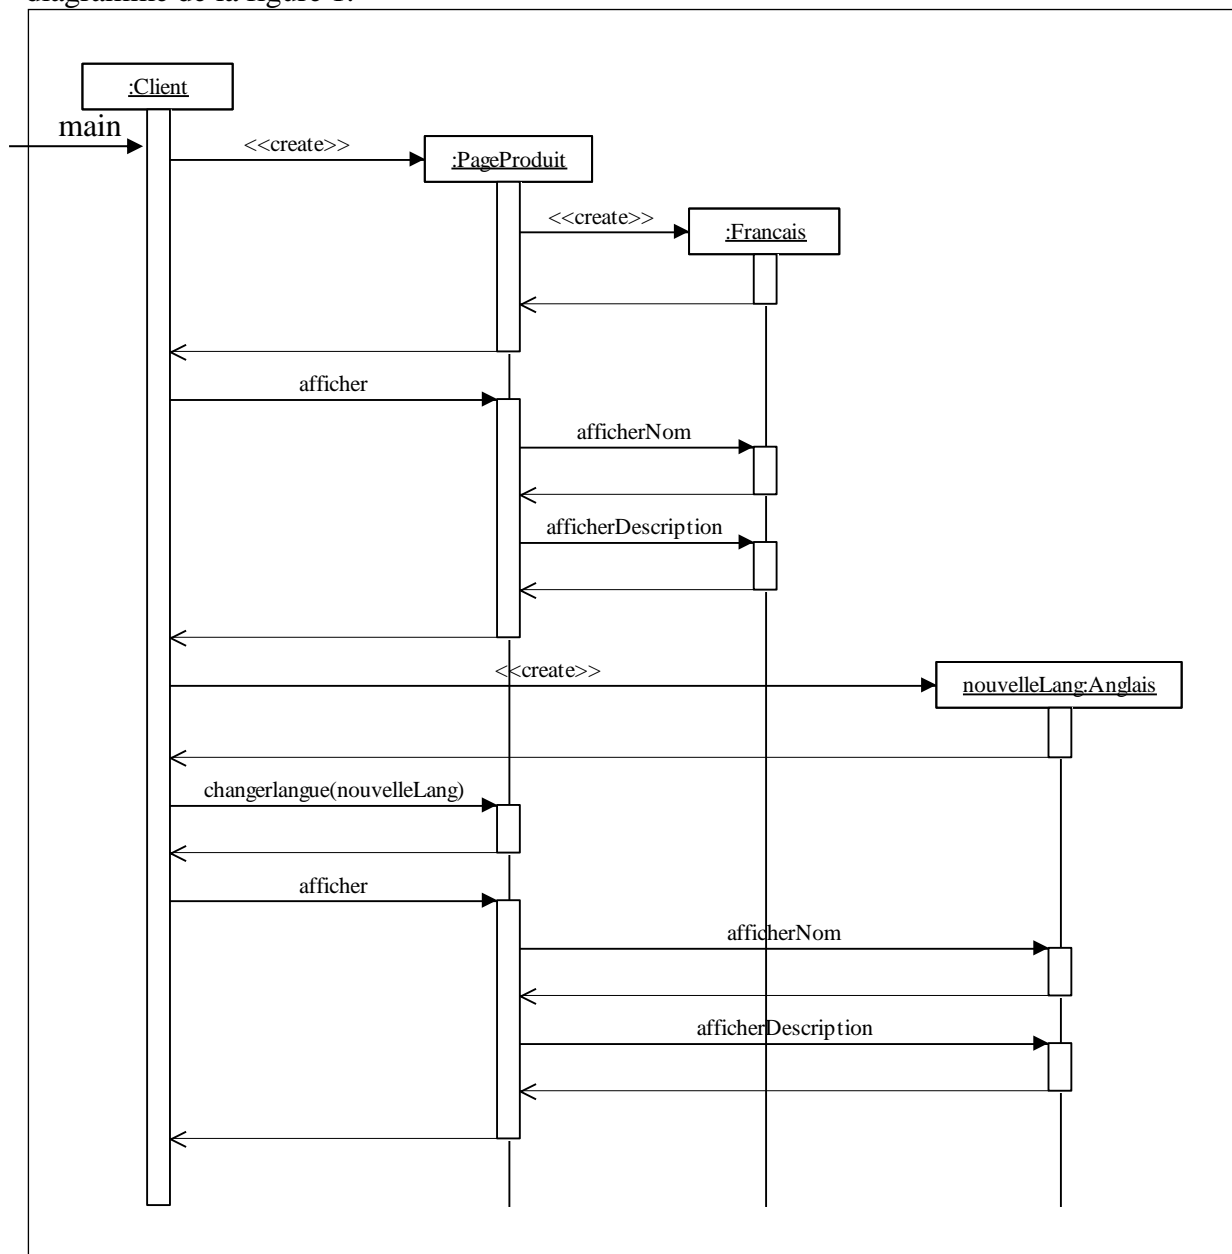 diagramme de la figure 1.
:Client
main
<<create>>
:PageProduit
<<create>>
:Francais
afficher
afficherNom
afficherDescription
<<create>>
nouvelleLang:Anglais
changerlangue(nouvelleLang)
afficher
afficherNom
afficherDescription